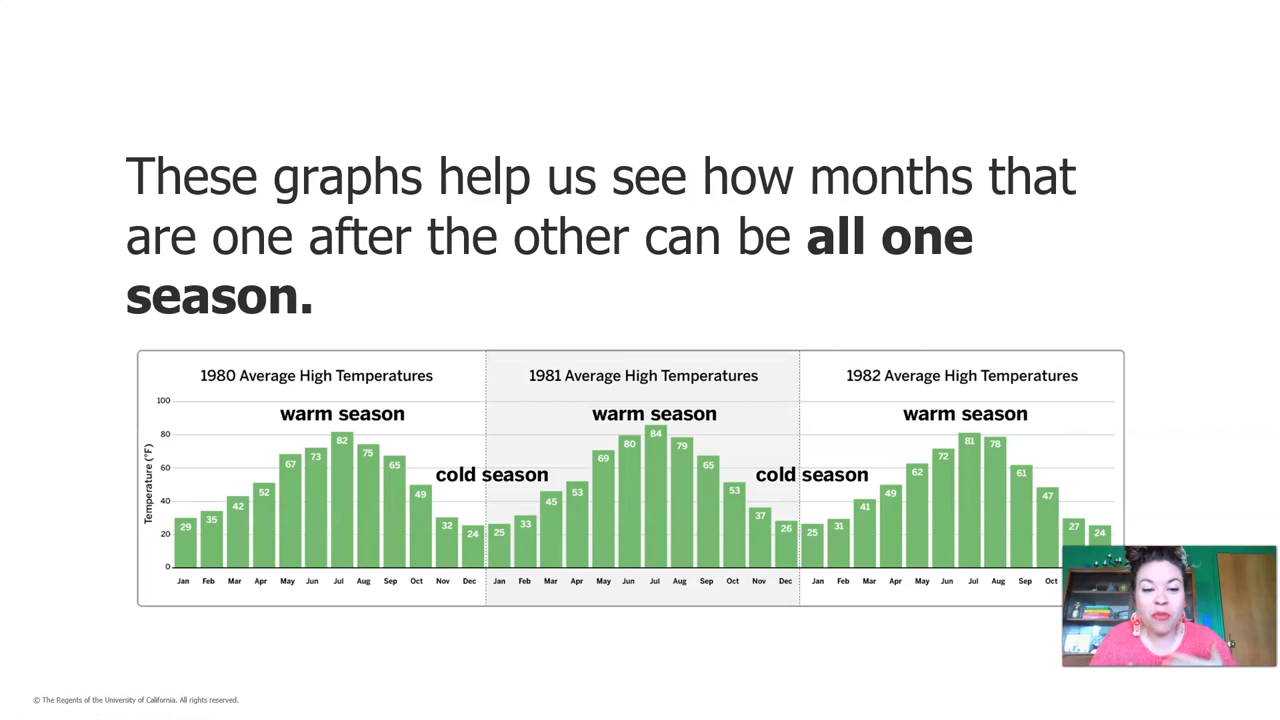 These graphs help us see how months that
are one after the other can be all one
season.
1980 Average High Temperatures
1981 Average High Temperatures
1982 Average High Temperatures
warm season
warm season
warm season
cold season
cold season
Temperature (°F)
100
80
60
40
20
0
29 35 42 52 67 73 82 75 65 49 32 24
25 33 45 53 69 80 84 79 65 53 37 26
25 31 41 49 62 72 81 78 61 47 27 24
Jan Feb Mar Apr May Jun Jul Aug Sep Oct Nov Dec
Jan Feb Mar Apr May Jun Jul Aug Sep Oct Nov Dec
Jan Feb Mar Apr May Jun Jul Aug Sep Oct
© The Regents of the University of California. All rights reserved.